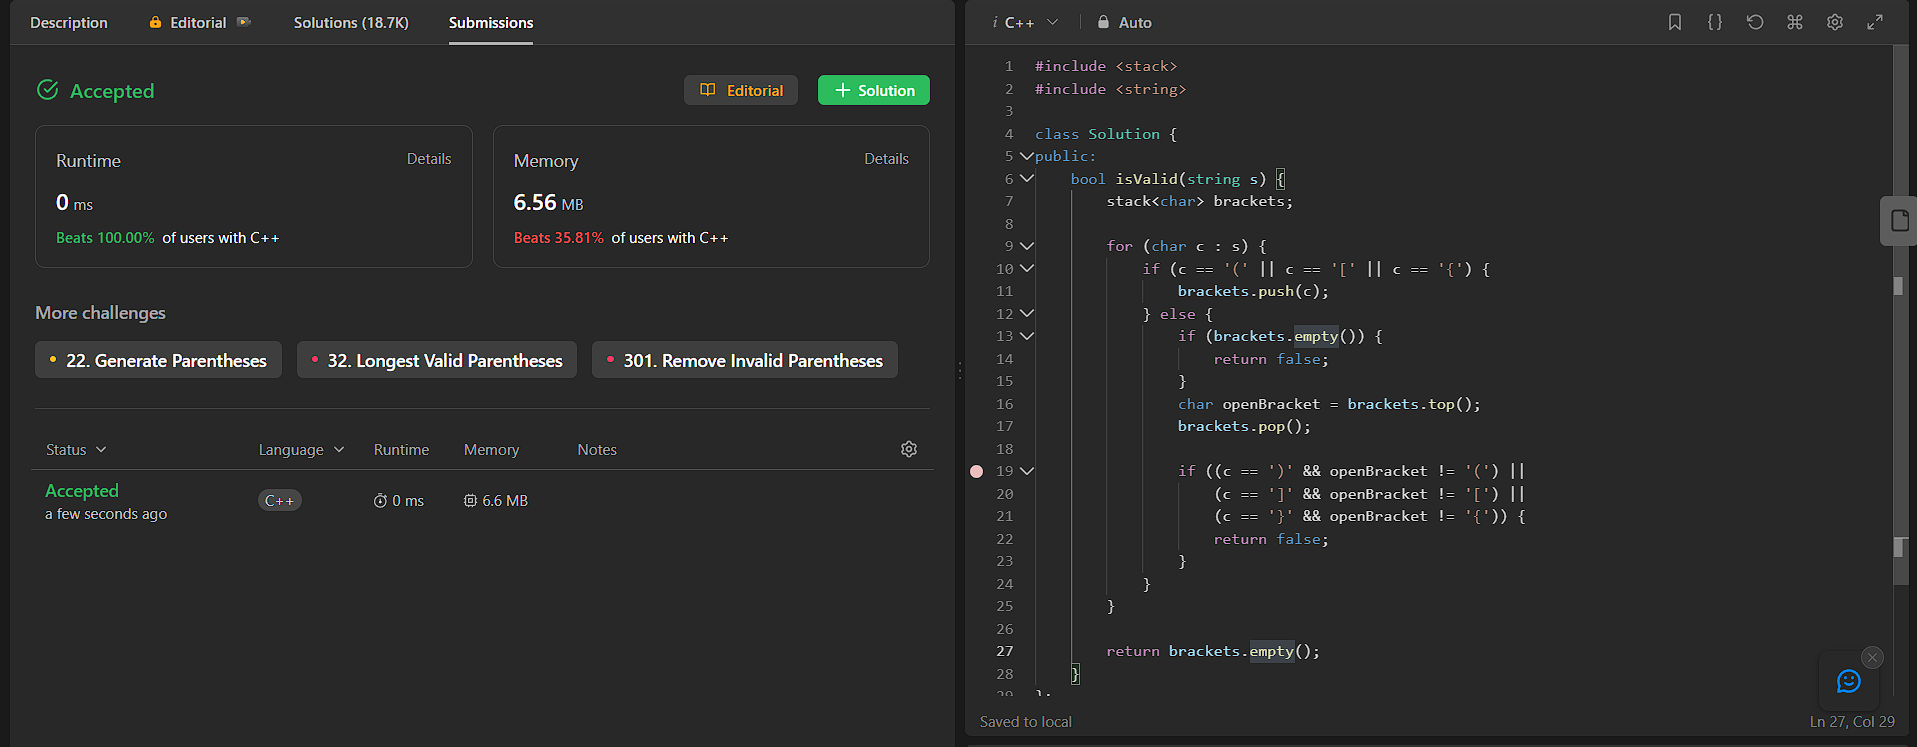 Description
Editorial
Solutions (18.7K)
Submissions
Accepted
Editorial
Solution
Runtime
Details
0 ms
Beats 100.00% of users with C++
Memory
Details
6.56 MB
Beats 35.81% of users with C++
More challenges
22. Generate Parentheses
32. Longest Valid Parentheses
301. Remove Invalid Parentheses
Status
Language
Runtime
Memory
Notes
Accepted
a few seconds ago
C++
0 ms
6.6 MB
i C++
Auto
1 #include <stack>
2 #include <string>
3
4 class Solution {
5 public:
6 bool isValid(string s) {
7 stack<char> brackets;
8
9 for (char c : s) {
10 if (c == '(' || c == '[' || c == '{') {
11 brackets.push(c);
12 } else {
13 if (brackets.empty()) {
14 return false;
15 }
16 char openBracket = brackets.top();
17 brackets.pop();
18
19 if ((c == ')' && openBracket != '(') ||
20 (c == ']' && openBracket != '[') ||
21 (c == '}' && openBracket != '{')) {
22 return false;
23 }
24 }
25 }
26
27 return brackets.empty();
28 }
29 };
Saved to local
Ln 27, Col 29